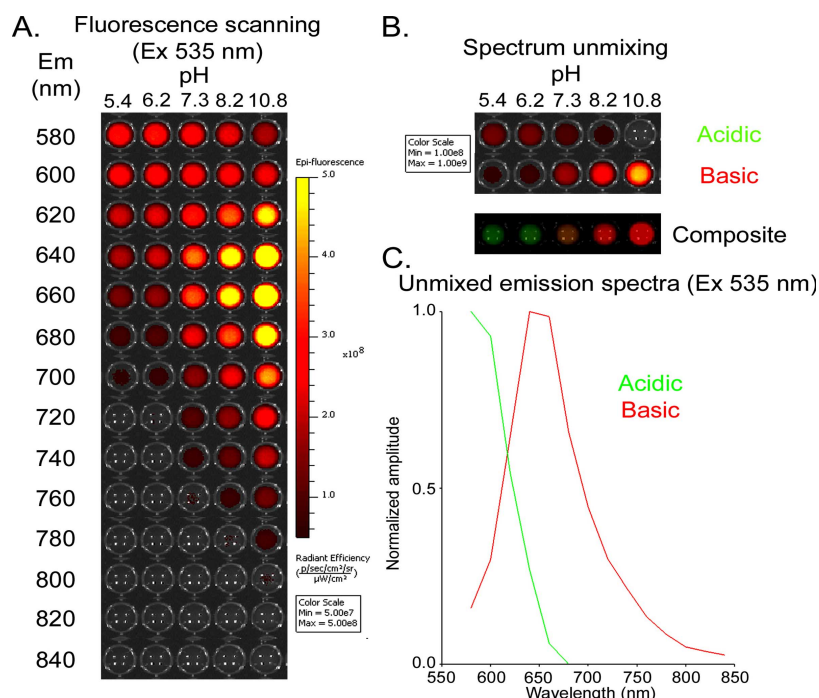 A.
Fluorescence scanning
(Ex 535 nm)
Em
(nm)
pH
5.4 6.2 7.3 8.2 10.8
580
600
620
640
660
680
700
720
740
760
780
800
820
840
Epi-fluorescence
5.0
4.0
3.0
x10⁸
2.0
1.0
Radiant Efficiency
(p/sec/cm²/sr / µW/cm²)
Color Scale
Min = 5.00e7
Max = 5.00e8
B.
Spectrum unmixing
pH
5.4 6.2 7.3 8.2 10.8
Color Scale
Min = 1.00e8
Max = 1.00e9
Acidic
Basic
Composite
C.
Unmixed emission spectra (Ex 535 nm)
1.0
0.5
0.0
Normalized amplitude
Acidic
Basic
550 600 650 700 750 800 850
Wavelength (nm)